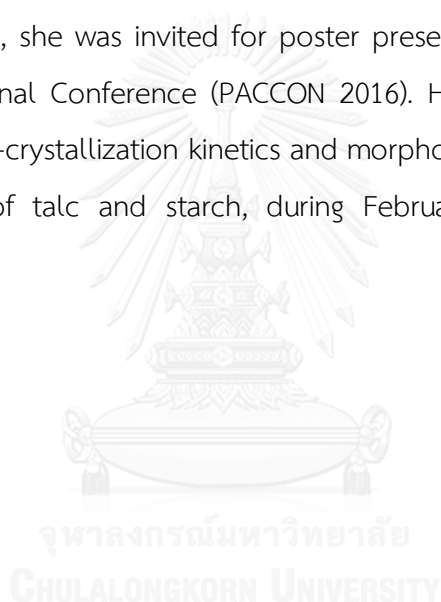 , she was invited for poster prese
nal Conference (PACCON 2016). H
-crystallization kinetics and morpho
of talc and starch, during Februa
จุฬาลงกรณ์มหาวิทยาลัย
CHULALONGKORN UNIVERSITY